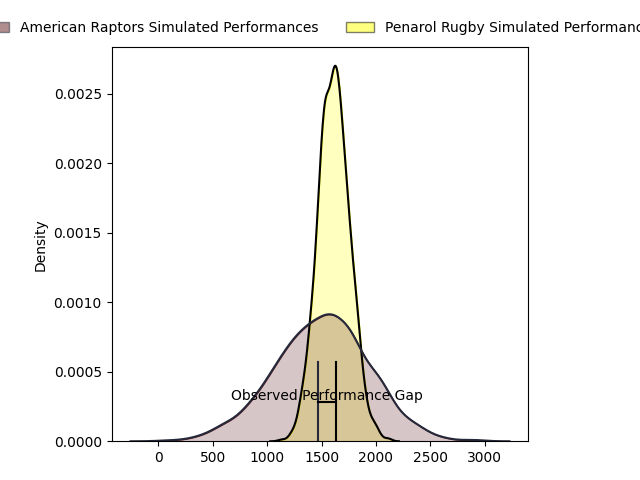 American Raptors Simulated Performances
Penarol Rugby Simulated Performanc
0.0025
0.0020
0.0015
0.0010
0.0005
0.0000
Density
Observed Performance Gap
0 500 1000 1500 2000 2500 3000